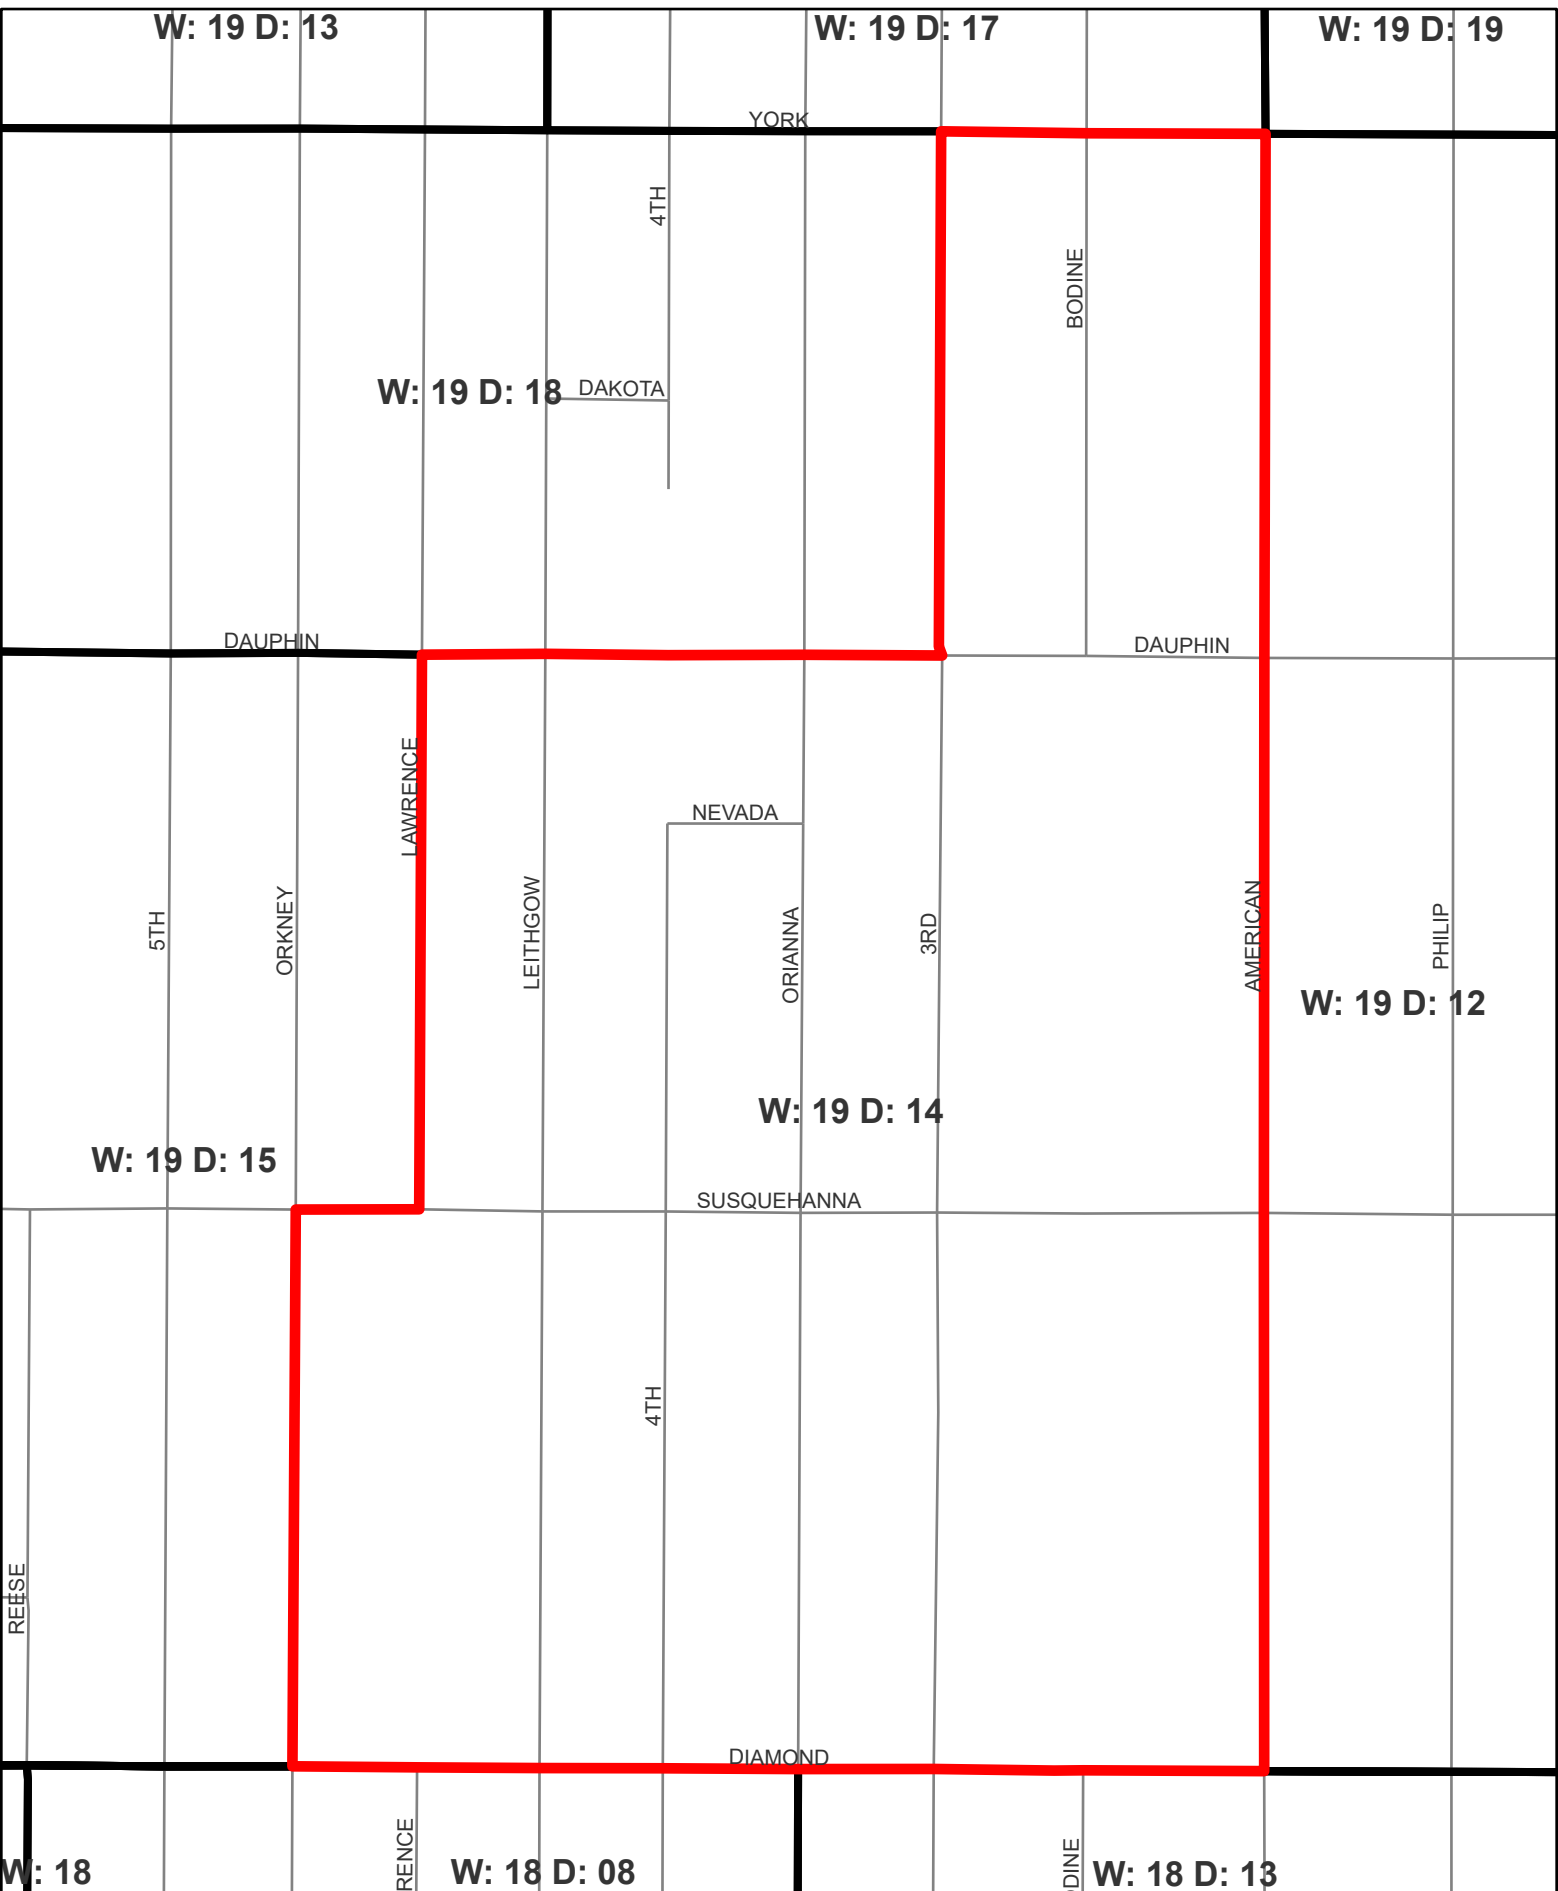 W: 19 D: 13
W: 19 D: 17
W: 19 D: 19
YORK
4TH
BODINE
W: 19 D: 18
DAKOTA
DAUPHIN
DAUPHIN
LAWRENCE
NEVADA
5TH
ORKNEY
LEITHGOW
ORIANNA
3RD
AMERICAN
PHILIP
W: 19 D: 12
W: 19 D: 14
W: 19 D: 15
SUSQUEHANNA
4TH
REESE
DIAMOND
RENCE
ODINE
W: 18
W: 18 D: 08
W: 18 D: 13